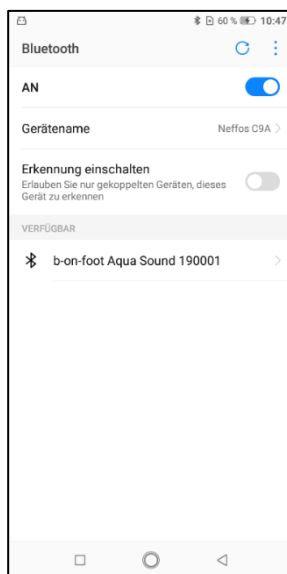 60 % 10:47
Bluetooth
AN
Gerätename Neffos C9A
Erkennung einschalten
Erlauben Sie nur gekoppelten Geräten, dieses
Gerät zu erkennen
VERFÜGBAR
b-on-foot Aqua Sound 190001